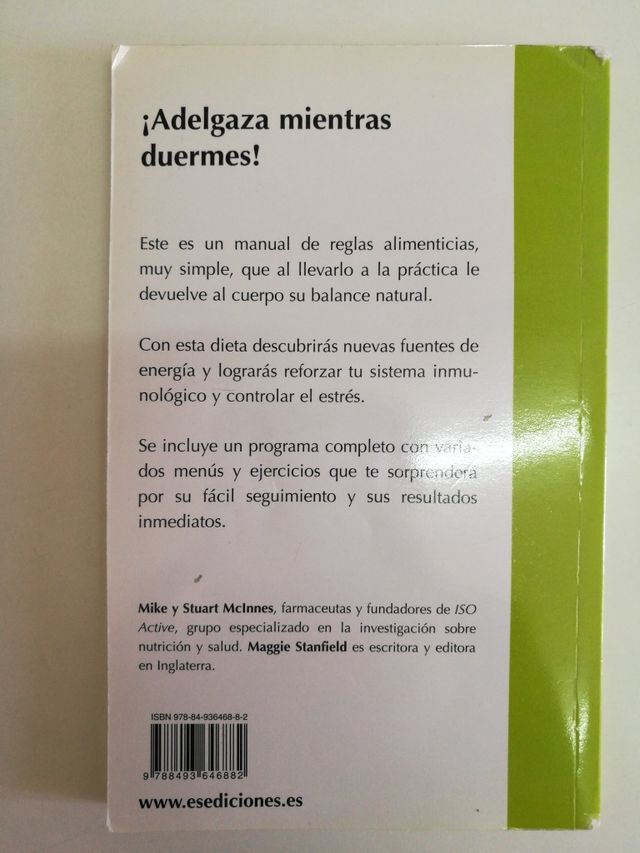 ¡Adelgaza mientras
duermes!
Este es un manual de reglas alimenticias,
muy simple, que al llevarlo a la práctica le
devuelve al cuerpo su balance natural.
Con esta dieta descubrirás nuevas fuentes de
energía y lograrás reforzar tu sistema inmu-
nológico y controlar el estrés.
Se incluye un programa completo con varia-
dos menús y ejercicios que te sorprenderá
por su fácil seguimiento y sus resultados
inmediatos.
Mike y Stuart McInnes, farmaceutas y fundadores de ISO
Active, grupo especializado en la investigación sobre
nutrición y salud. Maggie Stanfield es escritora y editora
en Inglaterra.
ISBN 978-84-936468-8-2
9 788493 646882
www.esediciones.es